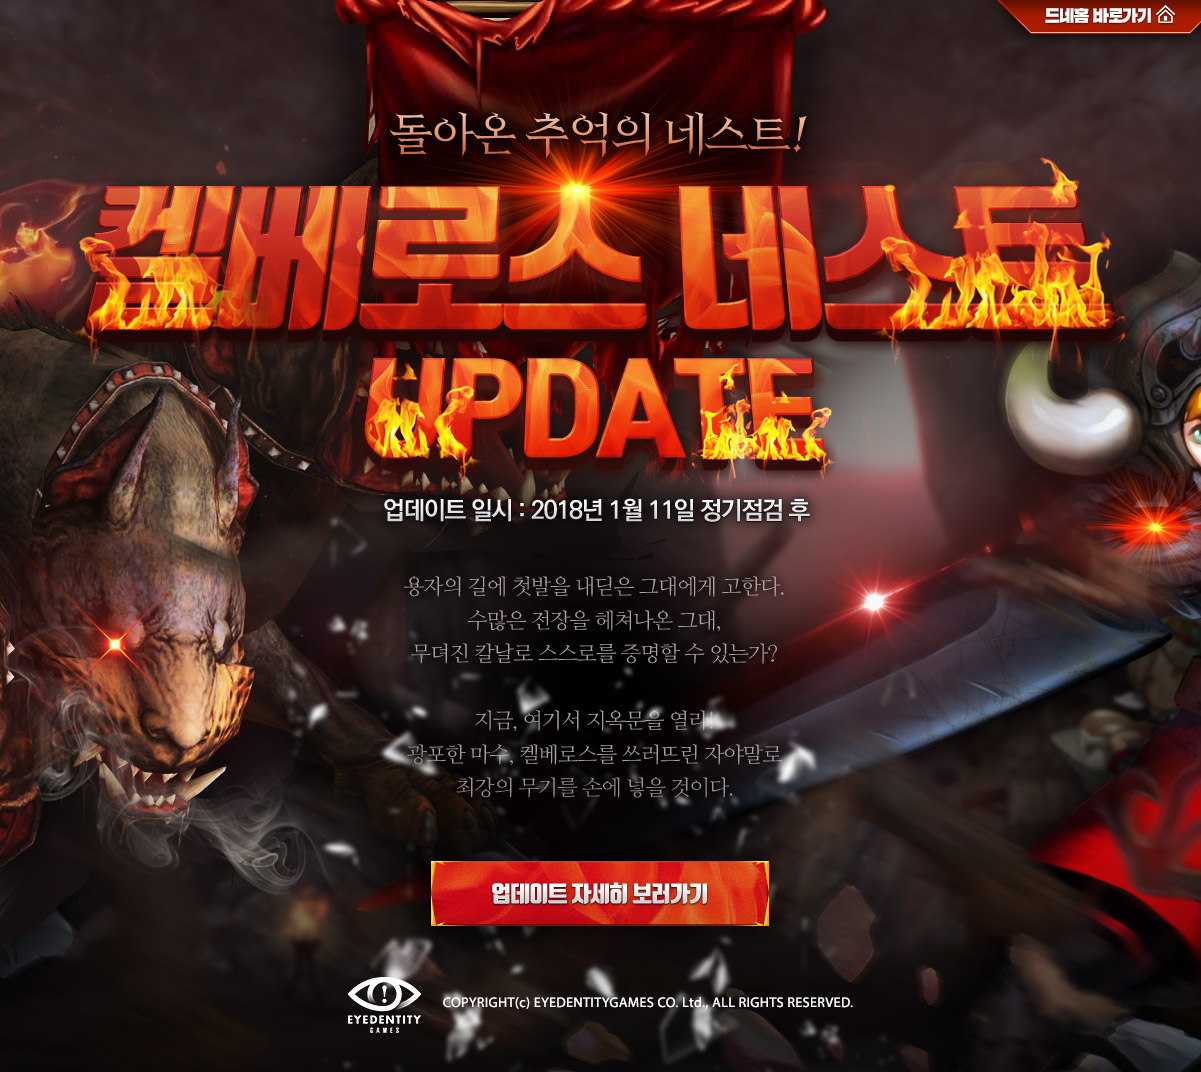 드네홈 바로가기
돌아온 추억의 네스트!
켈베로스 네스트
UPDATE
업데이트 일시 : 2018년 1월 11일 정기점검 후
용자의 길에 첫발을 내딛은 그대에게 고한다.
수많은 전장을 헤쳐나온 그대,
무뎌진 칼날로 스스로를 증명할 수 있는가?
지금, 여기서 지옥문을 열라!
광포한 마수, 켈베로스를 쓰러뜨린 자야말로
최강의 무기를 손에 넣을 것이다.
업데이트 자세히 보러가기
EYEDENTITY
GAMES
COPYRIGHT(c) EYEDENTITYGAMES CO. Ltd., ALL RIGHTS RESERVED.